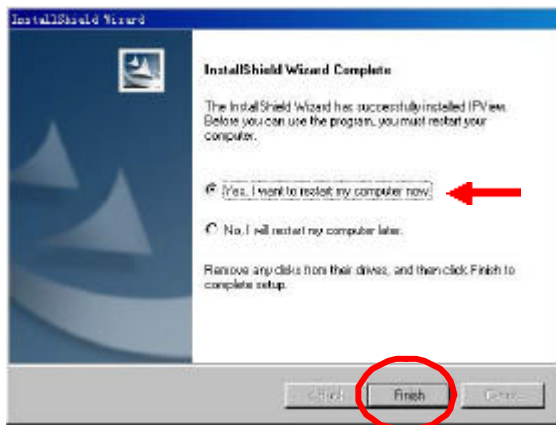 InstallShield Wizard
InstallShield Wizard Complete
The InstallShield Wizard has successfully installed IPView.
Before you can use the program, you must restart your
computer.
Yes, I want to restart my computer now.
No, I will restart my computer later.
Remove any disks from their drives, and then click Finish to
complete setup.
< Back
Finish
Cancel